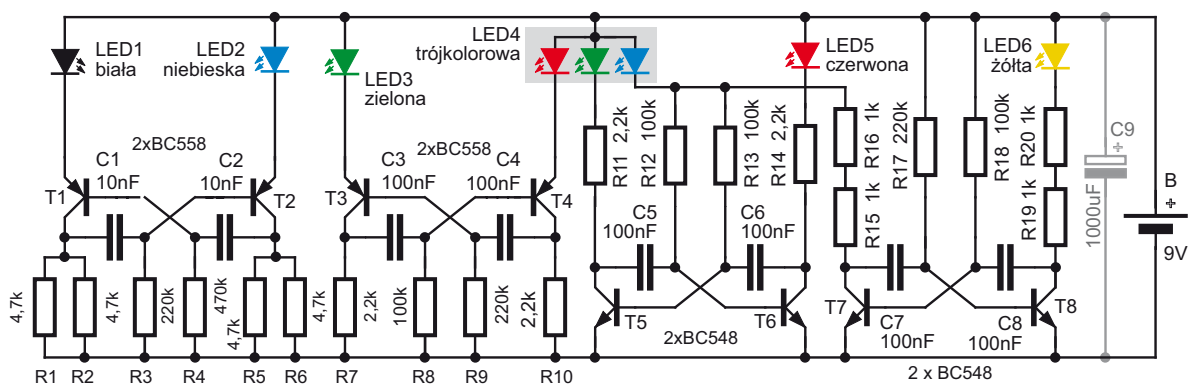 LED1
biała
LED2
niebieska
LED3
zielona
LED4
trójkolorowa
LED5
czerwona
LED6
żółta
2xBC558
C1
10nF
C2
10nF
T1
T2
2xBC558
C3
100nF
C4
100nF
T3
T4
R11 2,2k
R12 100k
R13 100k
R14 2,2k
R16 1k
R15 1k
R17 220k
R18 100k
R20 1k
R19 1k
C9
+
1000uF
B
+
9V
C5
100nF
C6
100nF
T5
T6
2xBC548
T7
T8
C7
100nF
C8
100nF
2 x BC548
4,7k
4,7k
220k
470k
4,7k
4,7k
2,2k
100k
220k
2,2k
R1 R2 R3 R4 R5 R6 R7 R8 R9 R10